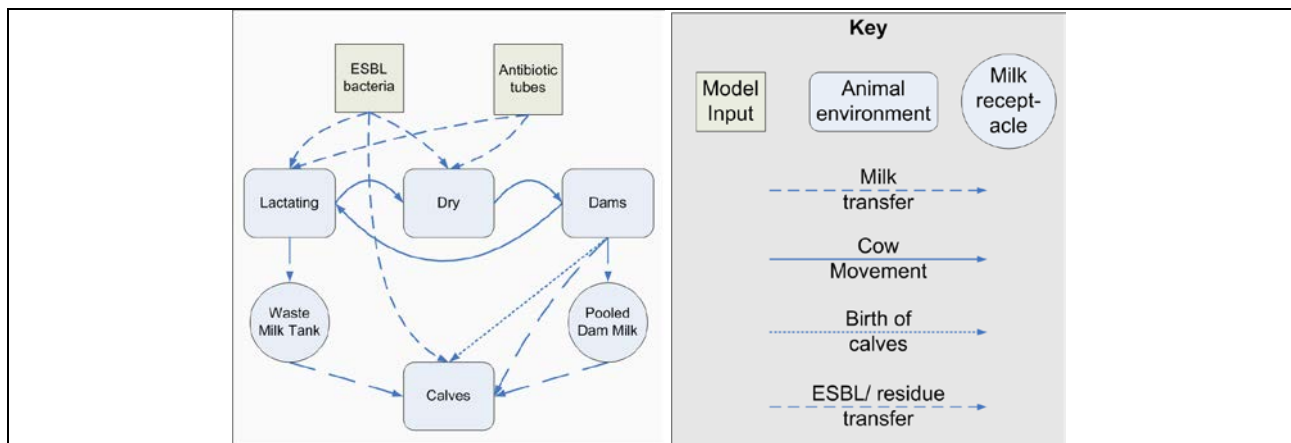 ESBL
bacteria
Antibiotic
tubes
Lactating
Dry
Dams
Waste
Milk Tank
Pooled
Dam Milk
Calves
Key
Model
Input
Animal
environment
Milk
recept-
acle
Milk
transfer
Cow
Movement
Birth of
calves
ESBL/ residue
transfer